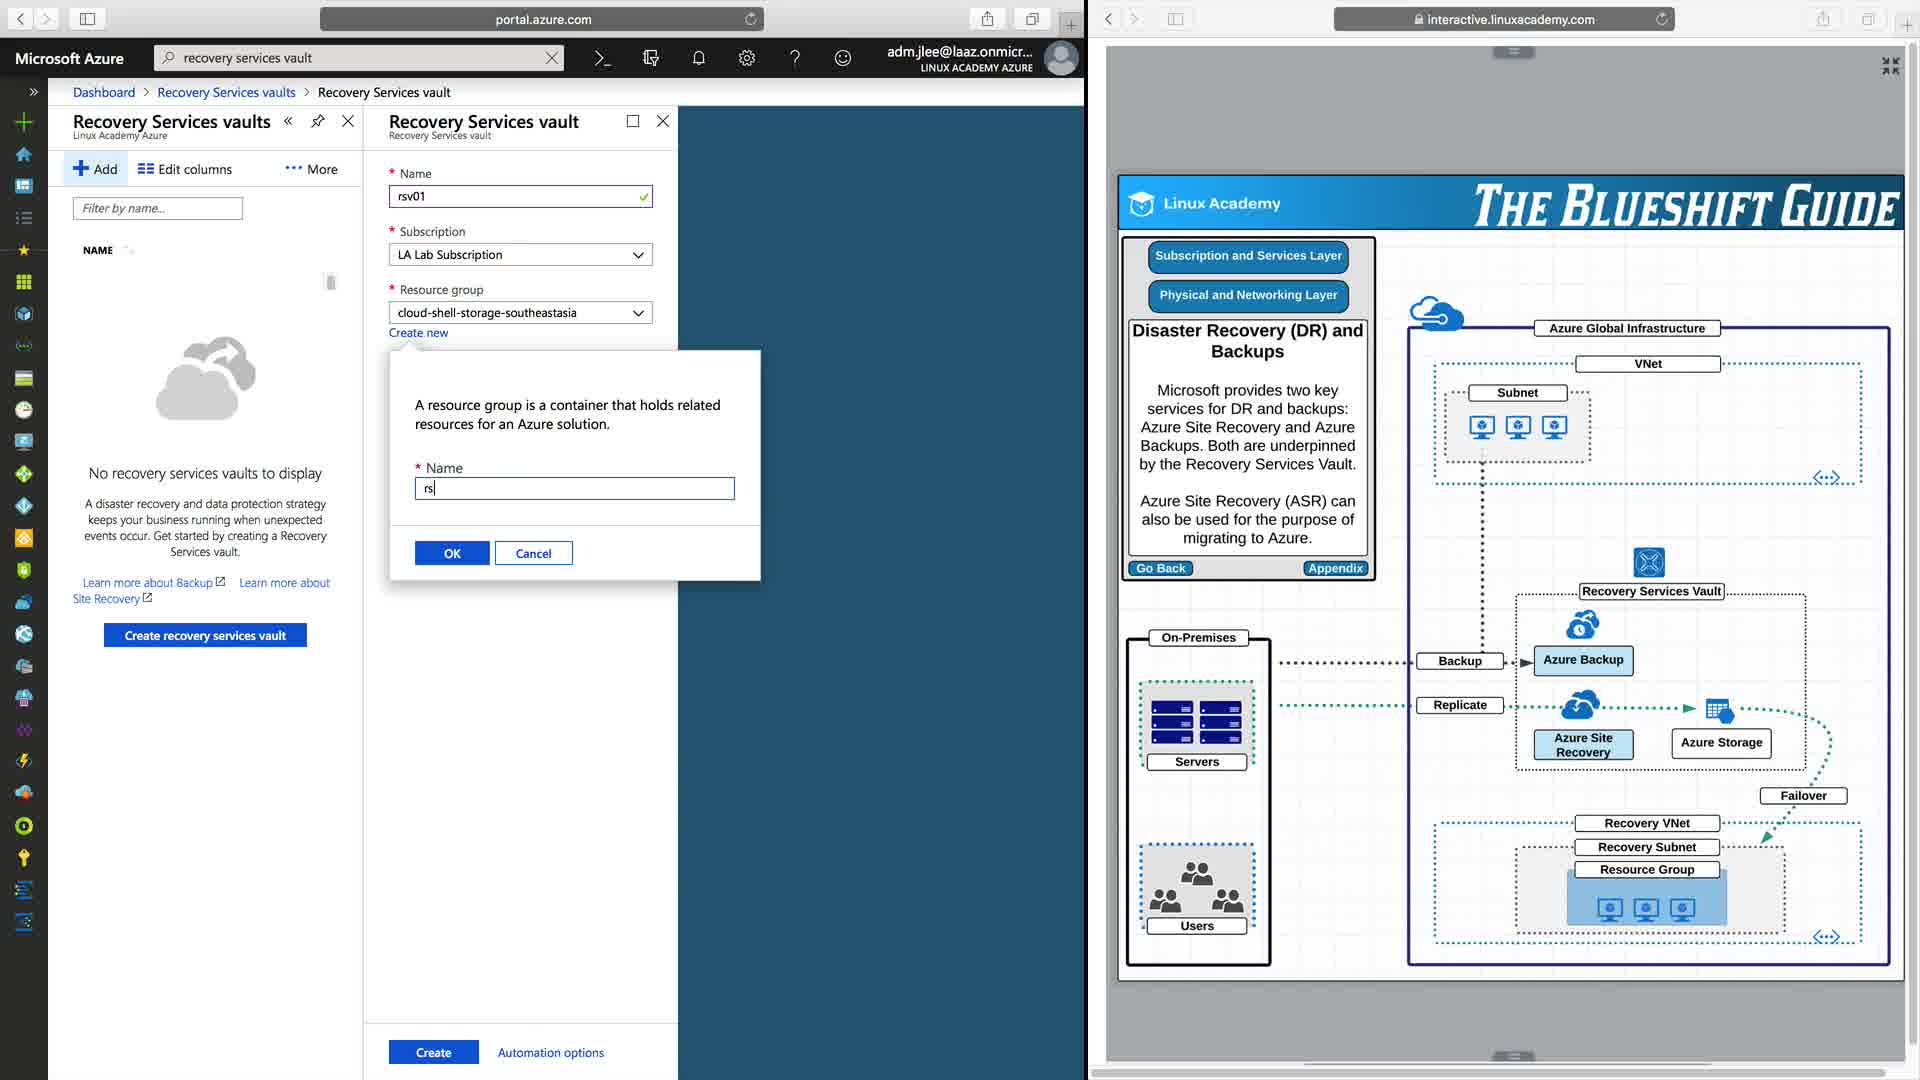 portal.azure.com
Microsoft Azure
recovery services vault
adm.jlee@laaz.onmicr...
LINUX ACADEMY AZURE
Dashboard > Recovery Services vaults > Recovery Services vault
Recovery Services vaults
Linux Academy Azure
Add
Edit columns
More
Filter by name...
NAME
No recovery services vaults to display
A disaster recovery and data protection strategy
keeps your business running when unexpected
events occur. Get started by creating a Recovery
Services vault.
Learn more about Backup
Learn more about
Site Recovery
Create recovery services vault
Recovery Services vault
Recovery Services vault
* Name
rsv01
* Subscription
LA Lab Subscription
* Resource group
cloud-shell-storage-southeastasia
Create new
A resource group is a container that holds related
resources for an Azure solution.
* Name
rs
OK
Cancel
Create
Automation options
interactive.linuxacademy.com
Linux Academy
THE BLUESHIFT GUIDE
Subscription and Services Layer
Physical and Networking Layer
Disaster Recovery (DR) and
Backups
Microsoft provides two key
services for DR and backups:
Azure Site Recovery and Azure
Backups. Both are underpinned
by the Recovery Services Vault.
Azure Site Recovery (ASR) can
also be used for the purpose of
migrating to Azure.
Go Back
Appendix
Azure Global Infrastructure
VNet
Subnet
Recovery Services Vault
On-Premises
Backup
Azure Backup
Replicate
Azure Site
Recovery
Azure Storage
Servers
Failover
Recovery VNet
Recovery Subnet
Resource Group
Users